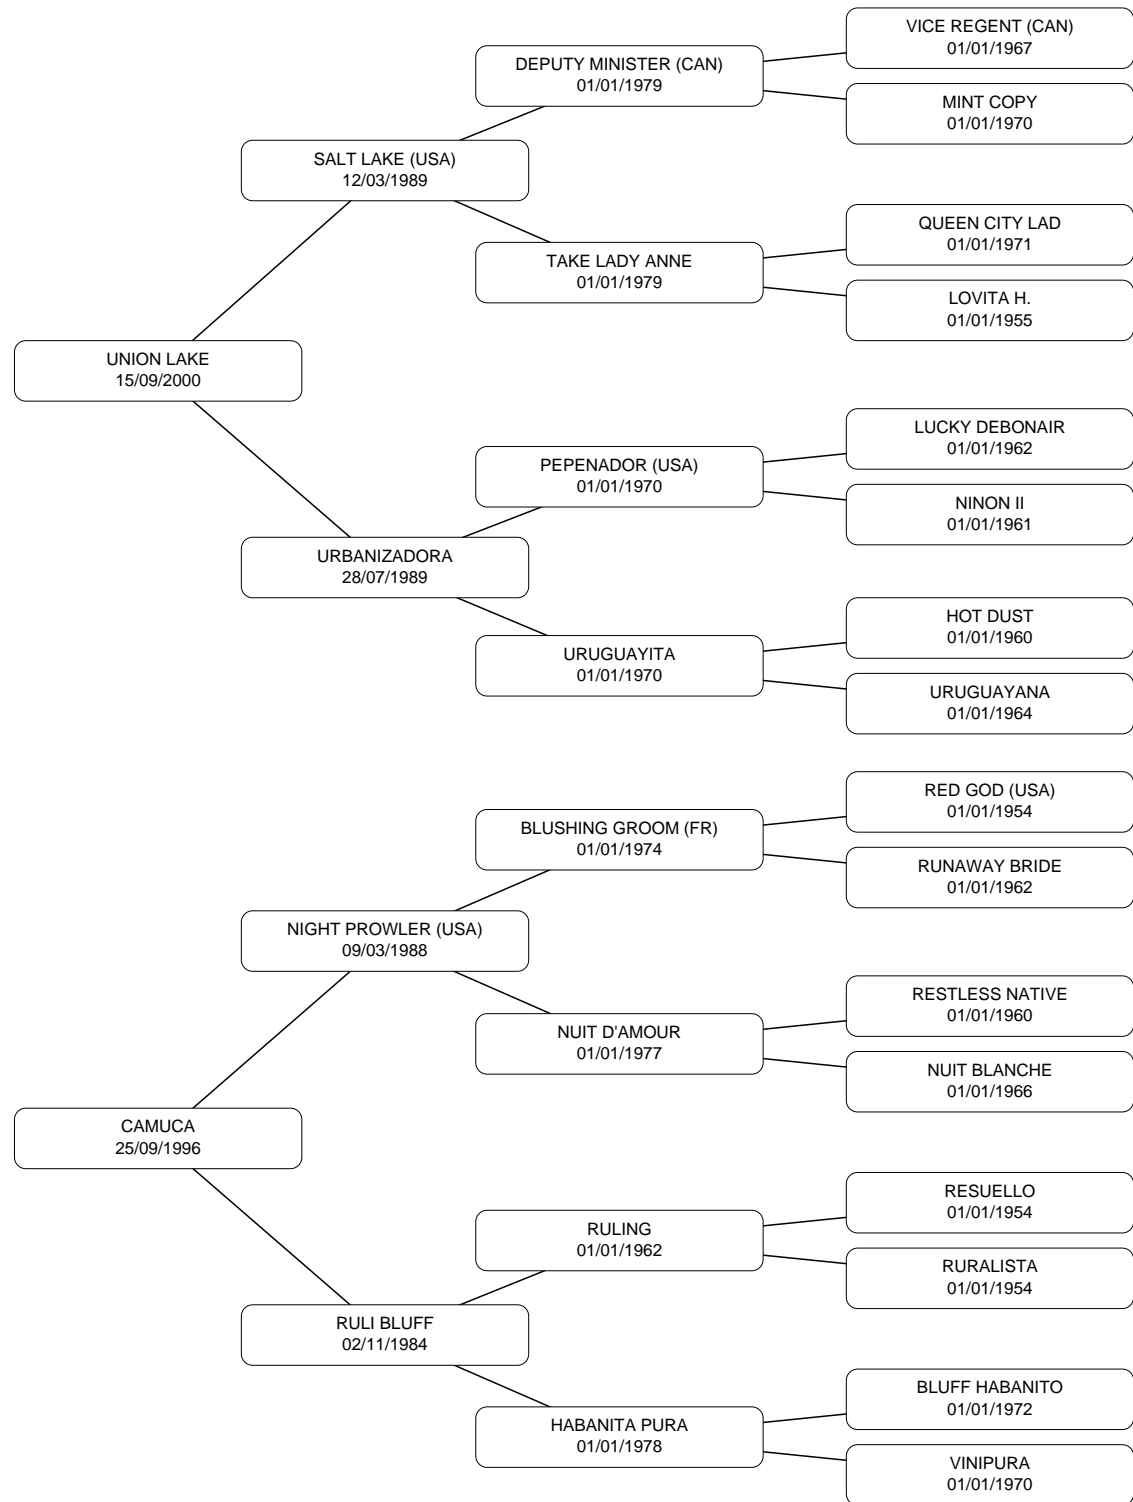 VICE REGENT (CAN)
01/01/1967
DEPUTY MINISTER (CAN)
01/01/1979
MINT COPY
01/01/1970
SALT LAKE (USA)
12/03/1989
QUEEN CITY LAD
01/01/1971
TAKE LADY ANNE
01/01/1979
LOVITA H.
01/01/1955
UNION LAKE
15/09/2000
LUCKY DEBONAIR
01/01/1962
PEPENADOR (USA)
01/01/1970
NINON II
01/01/1961
URBANIZADORA
28/07/1989
HOT DUST
01/01/1960
URUGUAYITA
01/01/1970
URUGUAYANA
01/01/1964
RED GOD (USA)
01/01/1954
BLUSHING GROOM (FR)
01/01/1974
RUNAWAY BRIDE
01/01/1962
NIGHT PROWLER (USA)
09/03/1988
RESTLESS NATIVE
01/01/1960
NUIT D'AMOUR
01/01/1977
NUIT BLANCHE
01/01/1966
CAMUCA
25/09/1996
RESUELLO
01/01/1954
RULING
01/01/1962
RURALISTA
01/01/1954
RULI BLUFF
02/11/1984
BLUFF HABANITO
01/01/1972
HABANITA PURA
01/01/1978
VINIPURA
01/01/1970